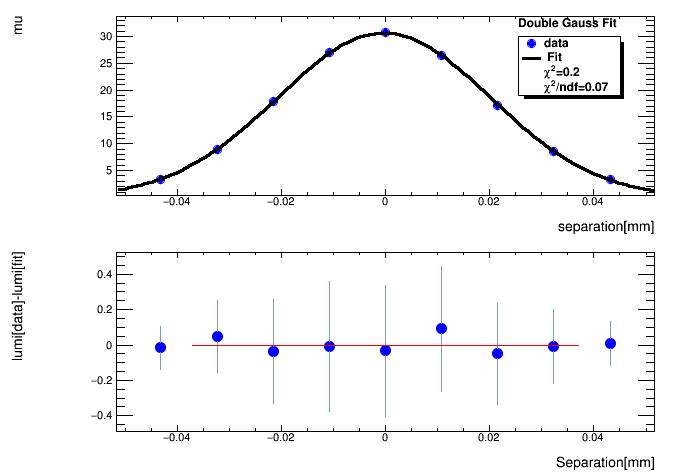 mu
Double Gauss Fit
data
Fit
χ²=0.2
χ²/ndf=0.07
30
25
20
15
10
5
−0.04 −0.02 0 0.02 0.04
separation[mm]
lumi[data]-lumi[fit]
0.4
0.2
0
−0.2
−0.4
−0.04 −0.02 0 0.02 0.04
Separation[mm]